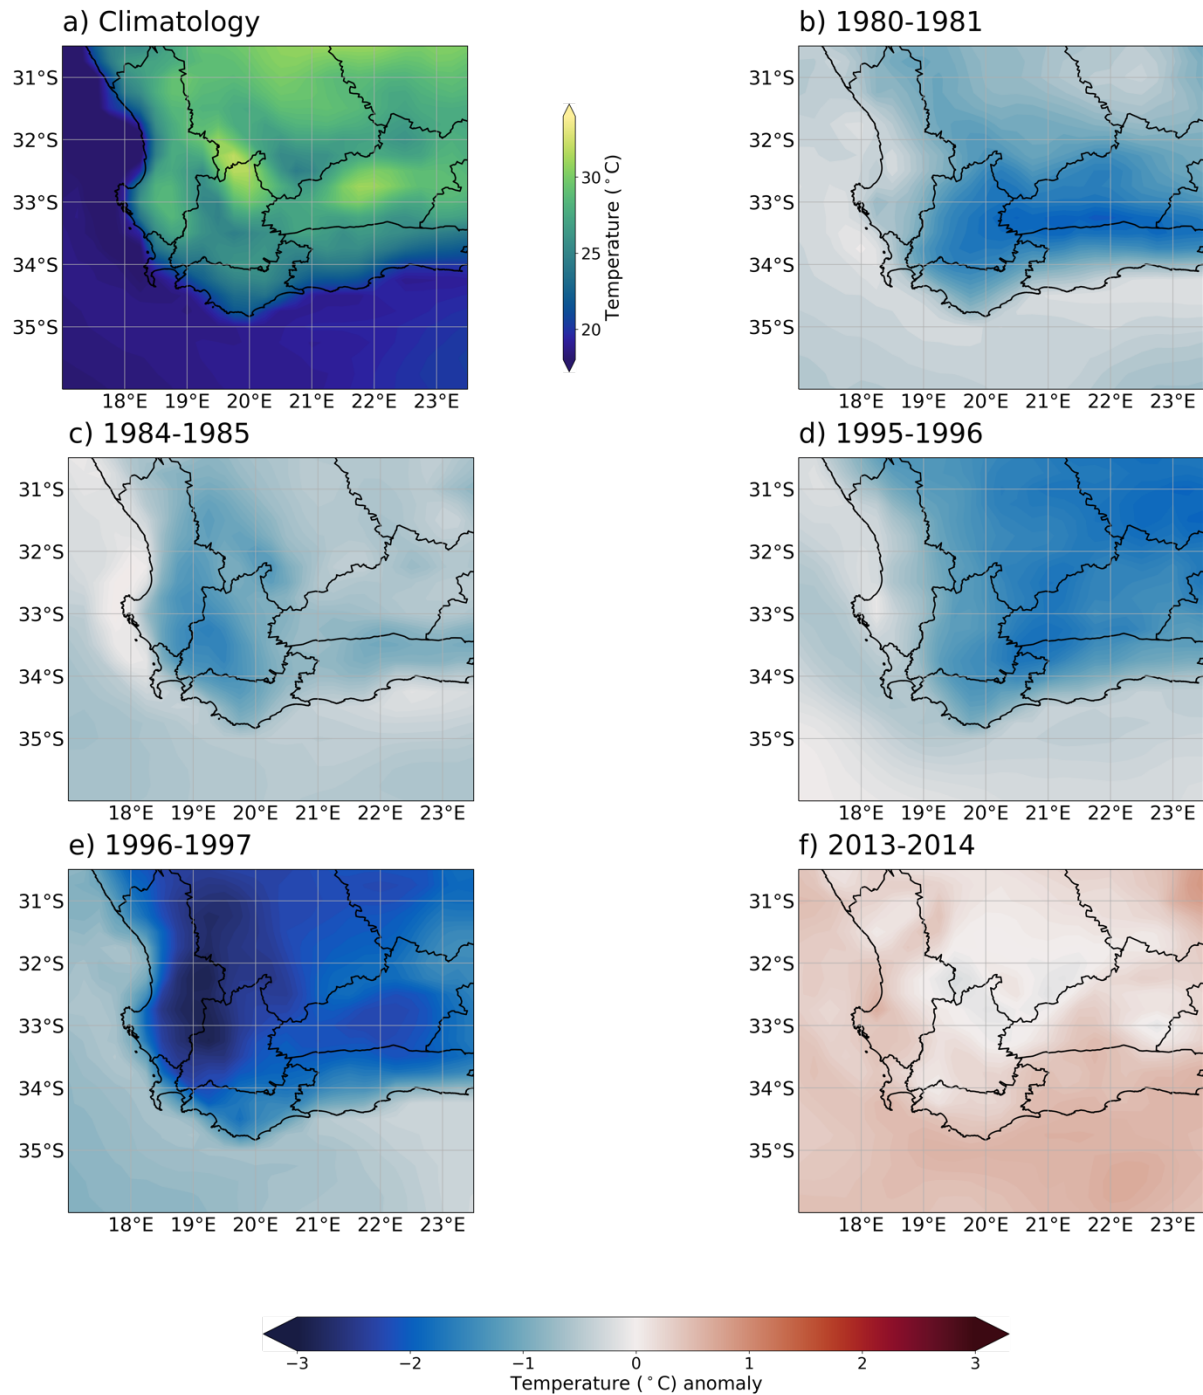 a) Climatology
b) 1980-1981
31°S
32°S
33°S
34°S
35°S
18°E 19°E 20°E 21°E 22°E 23°E
30
25
20
Temperature (°C)
31°S
32°S
33°S
34°S
35°S
18°E 19°E 20°E 21°E 22°E 23°E
c) 1984-1985
d) 1995-1996
31°S
32°S
33°S
34°S
35°S
18°E 19°E 20°E 21°E 22°E 23°E
31°S
32°S
33°S
34°S
35°S
18°E 19°E 20°E 21°E 22°E 23°E
e) 1996-1997
f) 2013-2014
31°S
32°S
33°S
34°S
35°S
18°E 19°E 20°E 21°E 22°E 23°E
31°S
32°S
33°S
34°S
35°S
18°E 19°E 20°E 21°E 22°E 23°E
−3 −2 −1 0 1 2 3
Temperature (°C) anomaly